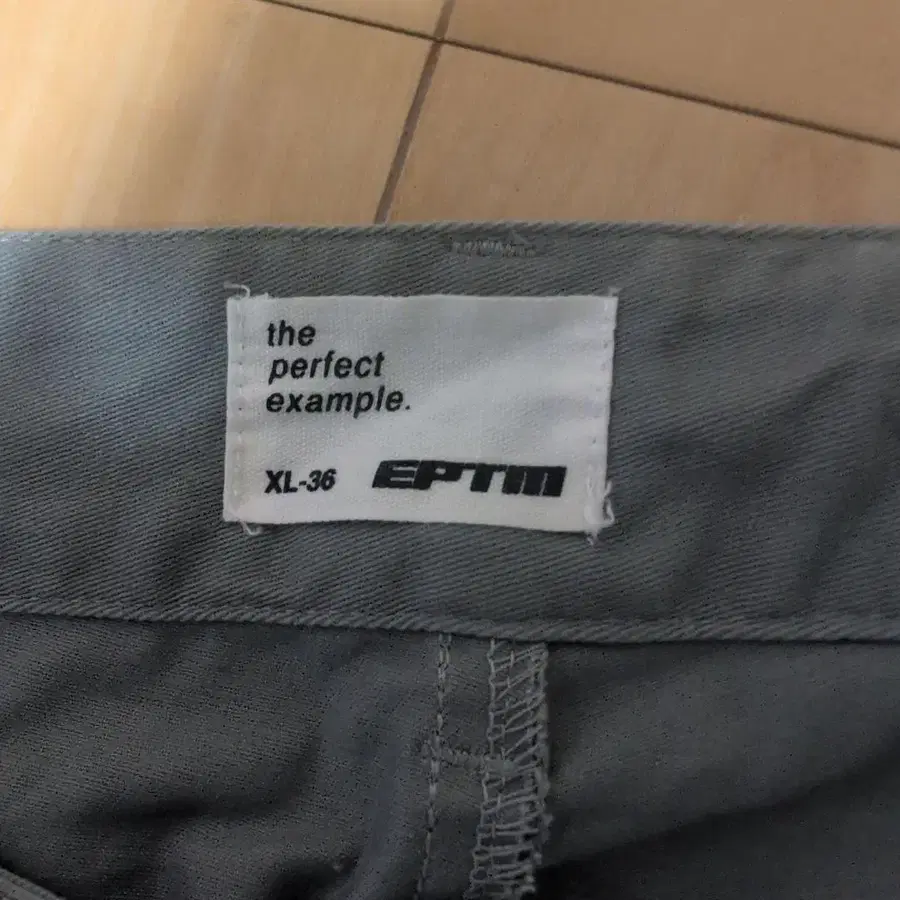 the
perfect
example.
XL-36 EPTM